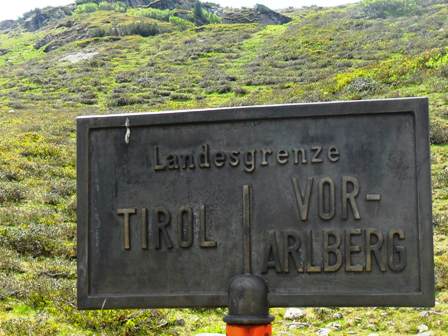 Landesgrenze
TIROL
VOR-
ARLBERG